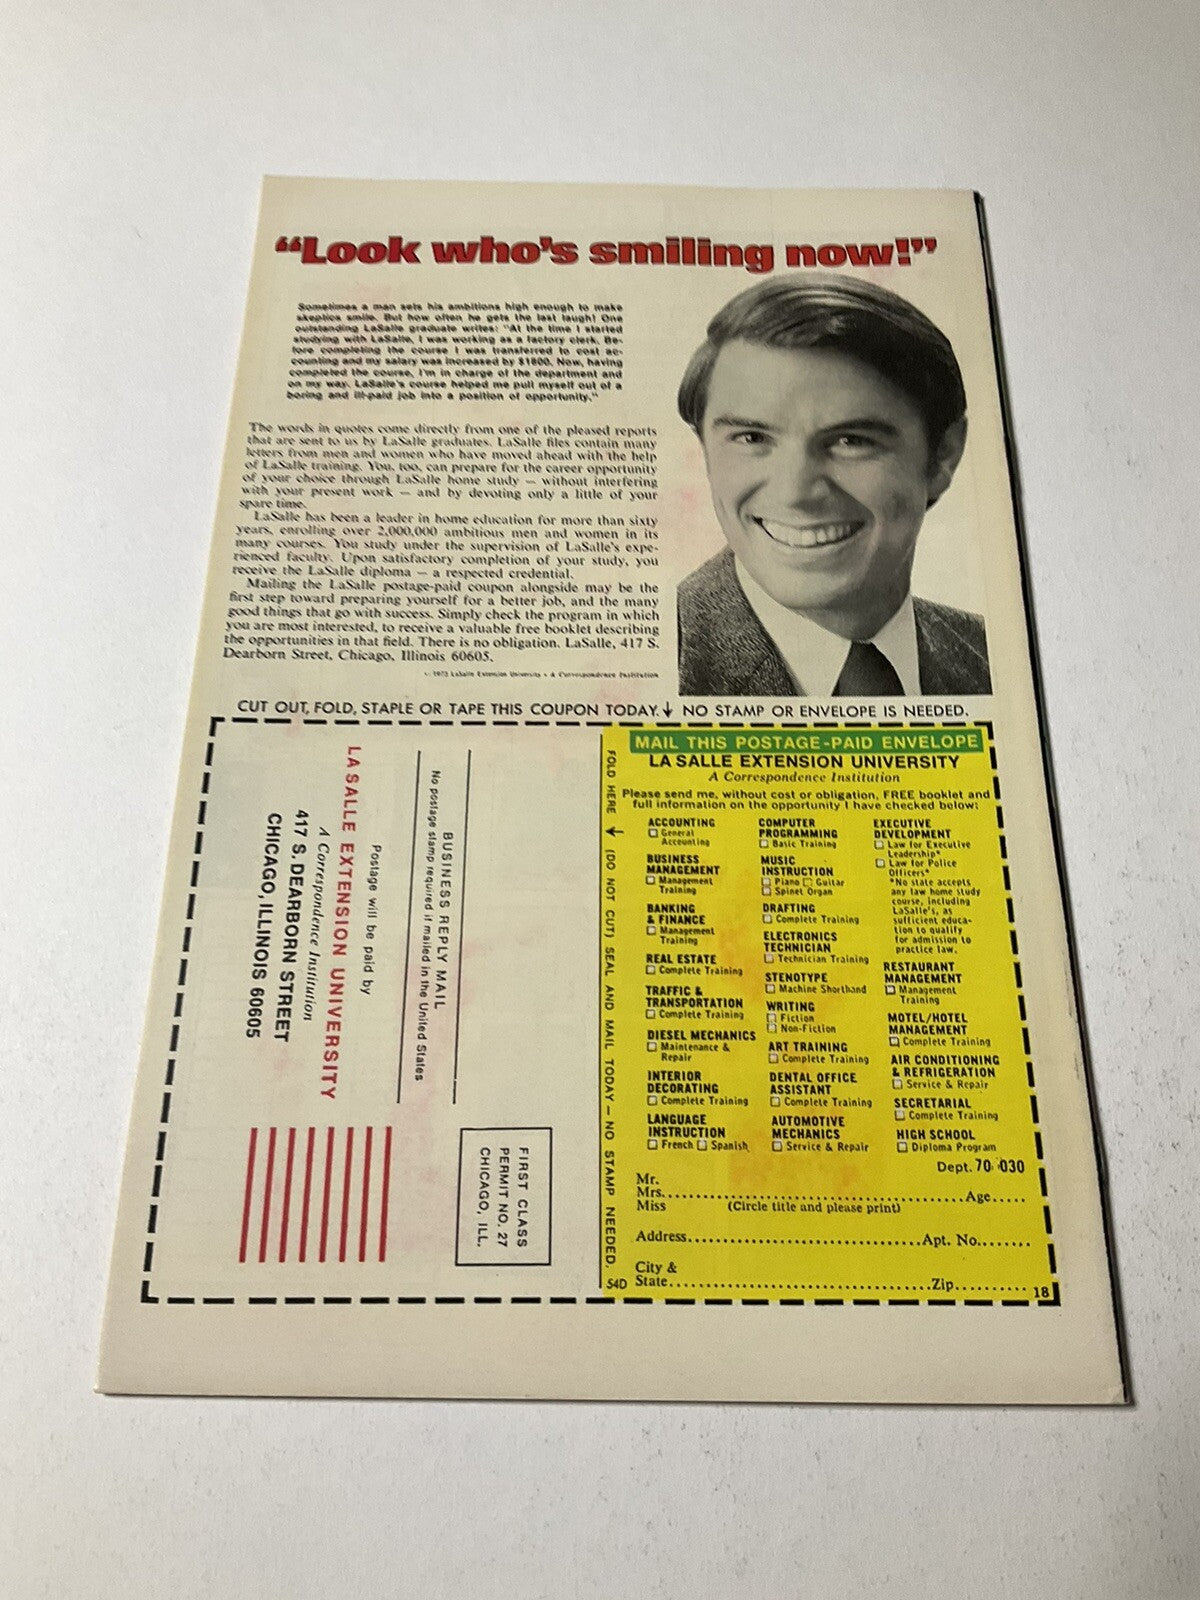 “Look who’s smiling now!”
Sometimes a man sets his ambitions high enough to make
skeptics smile. But how often he gets the last laugh! One
outstanding LaSalle graduate writes: "At the time I started
studying with LaSalle, I was working as a factory clerk. Be-
fore completing the course I was transferred to cost ac-
counting and my salary was increased by $1800. Now, having
completed the course, I'm in charge of the department and
on my way. LaSalle's course helped me pull myself out of a
boring and ill-paid job into a position of opportunity."
The words in quotes come directly from one of the pleased reports
that are sent to us by LaSalle graduates. LaSalle files contain many
letters from men and women who have moved ahead with the help
of LaSalle training. You, too, can prepare for the career opportunity
of your choice through LaSalle home study — without interfering
with your present work — and by devoting only a little of your
spare time.
LaSalle has been a leader in home education for more than sixty
years, enrolling over 2,000,000 ambitious men and women in its
many courses. You study under the supervision of LaSalle's expe-
rienced faculty. Upon satisfactory completion of your study, you
receive the LaSalle diploma — a respected credential.
Mailing the LaSalle postage-paid coupon alongside may be the
first step toward preparing yourself for a better job, and the many
good things that go with success. Simply check the program in which
you are most interested, to receive a valuable free booklet describing
the opportunities in that field. There is no obligation. LaSalle, 417 S.
Dearborn Street, Chicago, Illinois 60605.
LaSalle Extension University • A Correspondence Institution
CUT OUT, FOLD, STAPLE OR TAPE THIS COUPON TODAY. ↓ NO STAMP OR ENVELOPE IS NEEDED.
FIRST CLASS
PERMIT NO. 27
CHICAGO, ILL.
BUSINESS REPLY MAIL
No postage stamp required if mailed in the United States
Postage will be paid by
LA SALLE EXTENSION UNIVERSITY
A Correspondence Institution
417 S. DEARBORN STREET
CHICAGO, ILLINOIS 60605
FOLD HERE ↓ (DO NOT CUT) SEAL AND MAIL TODAY — NO STAMP NEEDED.
54D
MAIL THIS POSTAGE-PAID ENVELOPE
LA SALLE EXTENSION UNIVERSITY
A Correspondence Institution
Please send me, without cost or obligation, FREE booklet and
full information on the opportunity I have checked below:
ACCOUNTING
☐ General
Accounting
BUSINESS
MANAGEMENT
☐ Management
Training
BANKING
& FINANCE
☐ Management
Training
REAL ESTATE
☐ Complete Training
TRAFFIC &
TRANSPORTATION
☐ Complete Training
DIESEL MECHANICS
☐ Maintenance &
Repair
INTERIOR
DECORATING
☐ Complete Training
LANGUAGE
INSTRUCTION
☐ French ☐ Spanish
COMPUTER
PROGRAMMING
☐ Basic Training
MUSIC
INSTRUCTION
☐ Piano ☐ Guitar
☐ Spinet Organ
DRAFTING
☐ Complete Training
ELECTRONICS
TECHNICIAN
☐ Technician Training
STENOTYPE
☐ Machine Shorthand
WRITING
☐ Fiction
☐ Non-Fiction
ART TRAINING
☐ Complete Training
DENTAL OFFICE
ASSISTANT
☐ Complete Training
AUTOMOTIVE
MECHANICS
☐ Service & Repair
EXECUTIVE
DEVELOPMENT
☐ Law for Executive
Leadership*
☐ Law for Police
Officers*
*No state accepts
any law home study
course, including
LaSalle's, as
sufficient educa-
tion to qualify
for admission to
practice law.
RESTAURANT
MANAGEMENT
☐ Management
Training
MOTEL/HOTEL
MANAGEMENT
☐ Complete Training
AIR CONDITIONING
& REFRIGERATION
☐ Service & Repair
SECRETARIAL
☐ Complete Training
HIGH SCHOOL
☐ Diploma Program
Dept. 70-030
Mr.
Mrs.......................................................Age.....
Miss (Circle title and please print)
Address.....................................Apt. No........
City &
State..........................................Zip.......... 18